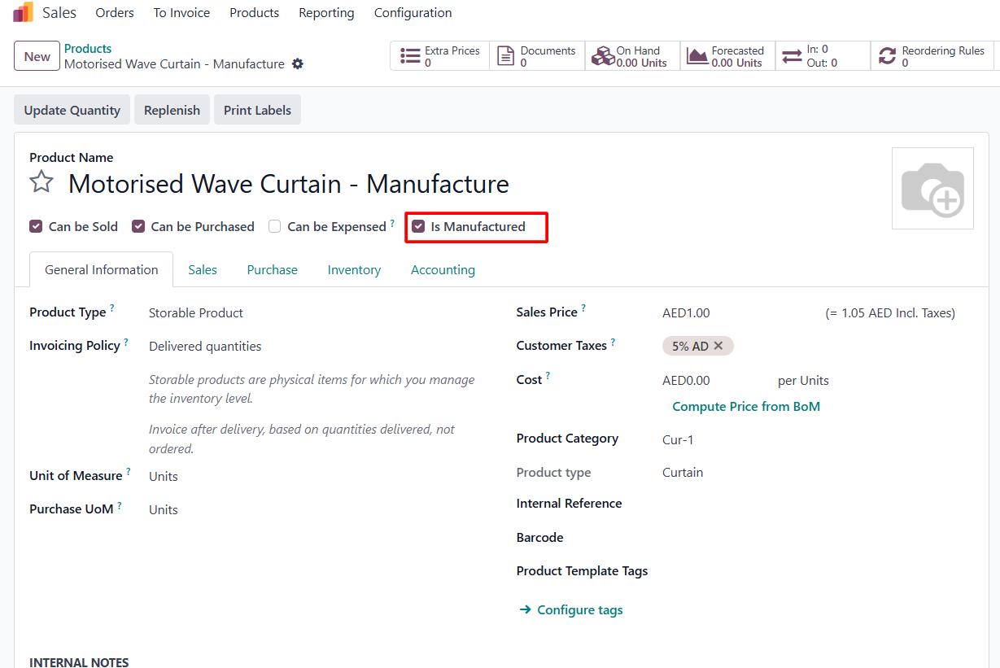 Sales Orders To Invoice Products Reporting Configuration
New
Products
Motorised Wave Curtain - Manufacture
Extra Prices
0
Documents
0
On Hand
0.00 Units
Forecasted
0.00 Units
In: 0
Out: 0
Reordering Rules
0
Update Quantity Replenish Print Labels
Product Name
Motorised Wave Curtain - Manufacture
Can be Sold Can be Purchased Can be Expensed ? Is Manufactured
General Information Sales Purchase Inventory Accounting
Product Type ? Storable Product
Invoicing Policy ? Delivered quantities
Storable products are physical items for which you manage
the inventory level.
Invoice after delivery, based on quantities delivered, not
ordered.
Unit of Measure ? Units
Purchase UoM ? Units
Sales Price ? AED1.00 (= 1.05 AED Incl. Taxes)
Customer Taxes ? 5% AD ✕
Cost ? AED0.00 per Units
Compute Price from BoM
Product Category Cur-1
Product type Curtain
Internal Reference
Barcode
Product Template Tags
→ Configure tags
INTERNAL NOTES